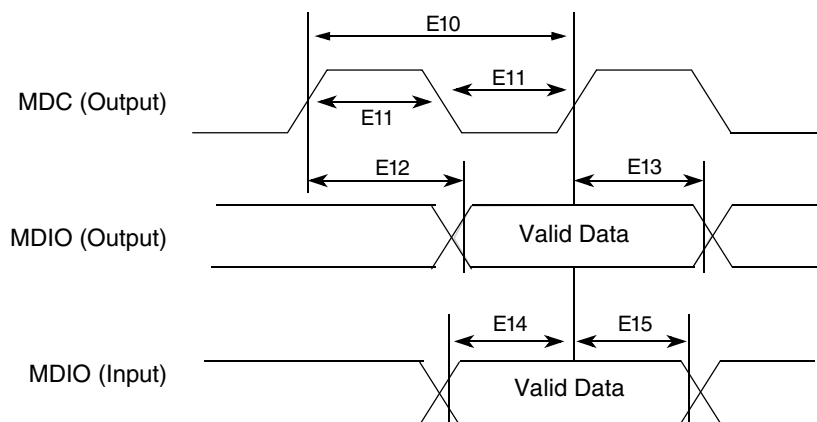 E10
MDC (Output)
E11
E11
E12
E13
MDIO (Output)
Valid Data
E14
E15
MDIO (Input)
Valid Data